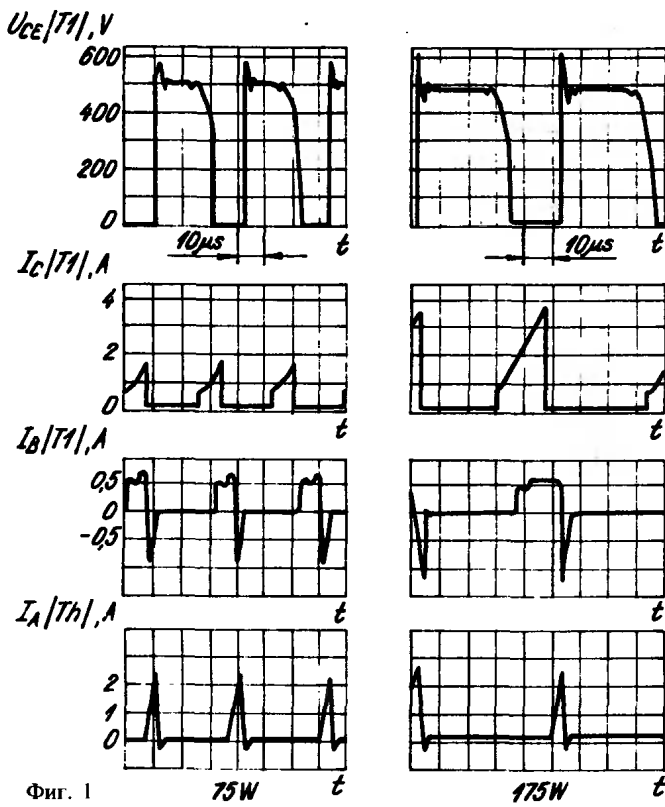 U_CE|T1|, V
600
400
200
0
10μs
t
10μs
t
I_C|T1|, A
4
2
0
t
t
I_B|T1|, A
0,5
0
-0,5
t
t
I_A|Th|, A
2
1
0
t
t
Фиг. 1
75W
175W